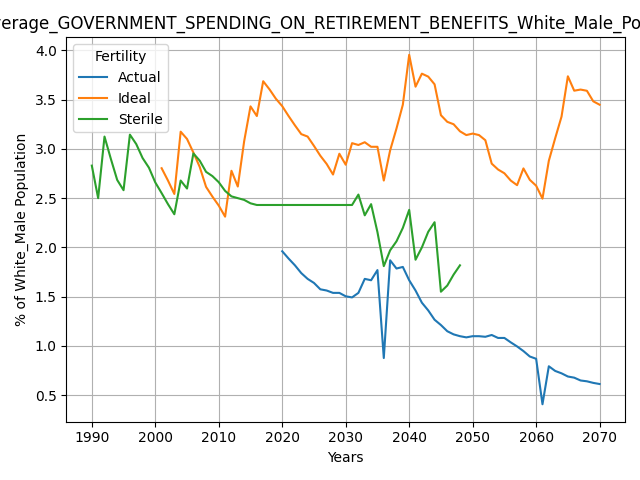 verage_GOVERNMENT_SPENDING_ON_RETIREMENT_BENEFITS_White_Male_Po
Fertility
Actual
Ideal
Sterile
% of White_Male Population
4.0
3.5
3.0
2.5
2.0
1.5
1.0
0.5
1990 2000 2010 2020 2030 2040 2050 2060 2070
Years